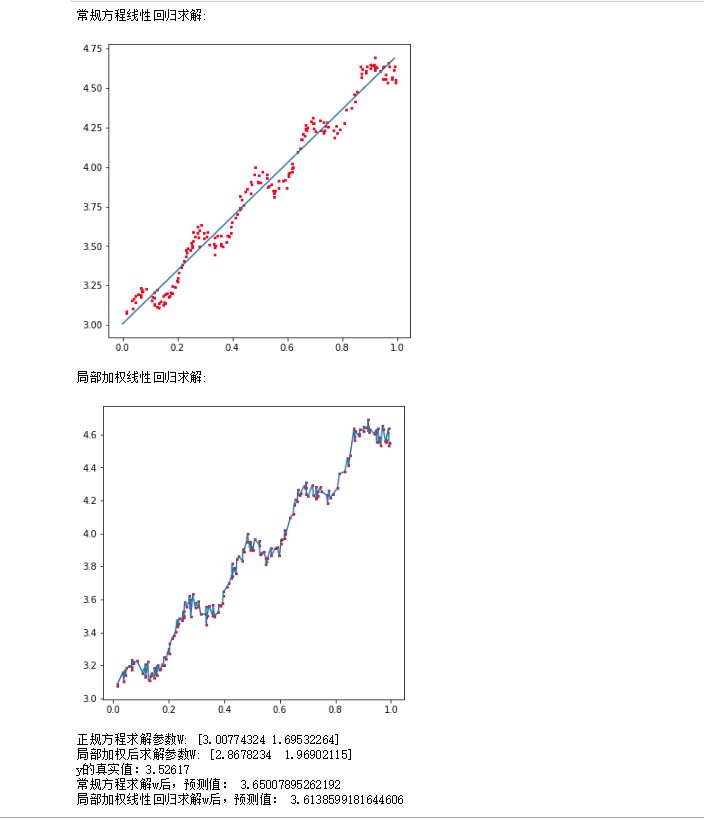 常规方程线性回归求解:
4.75
4.50
4.25
4.00
3.75
3.50
3.25
3.00
0.0 0.2 0.4 0.6 0.8 1.0
局部加权线性回归求解:
4.6
4.4
4.2
4.0
3.8
3.6
3.4
3.2
3.0
0.0 0.2 0.4 0.6 0.8 1.0
正规方程求解参数W: [3.00774324 1.69532264]
局部加权后求解参数W: [2.8678234  1.96902115]
y的真实值：3.52617
常规方程求解w后，预测值： 3.65007895262192
局部加权线性回归求解w后，预测值： 3.6138599181644606